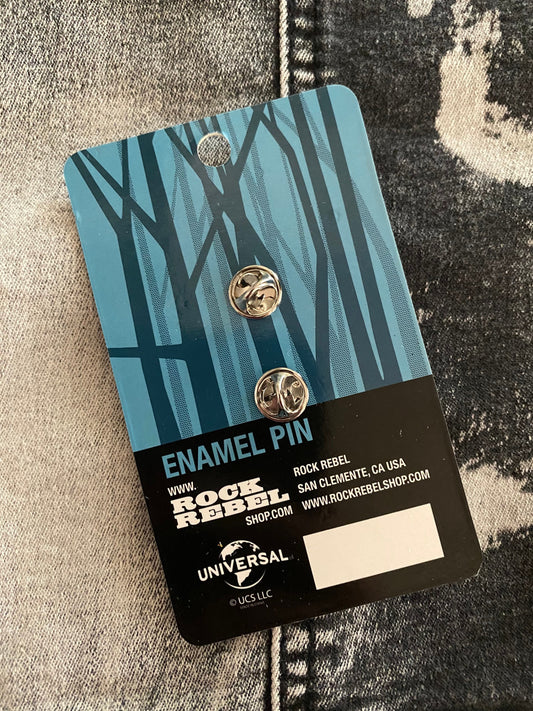 ENAMEL PIN
WWW.
ROCK
REBEL
SHOP.COM
ROCK REBEL
SAN CLEMENTE, CA USA
WWW.ROCKREBELSHOP.COM
UNIVERSAL
© UCS LLC